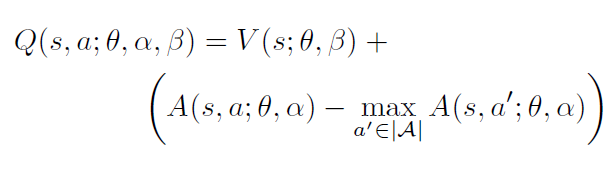 Q(s, a; θ, α, β) = V(s; θ, β) +
(A(s, a; θ, α) − max_{a′∈|𝒜|} A(s, a′; θ, α))